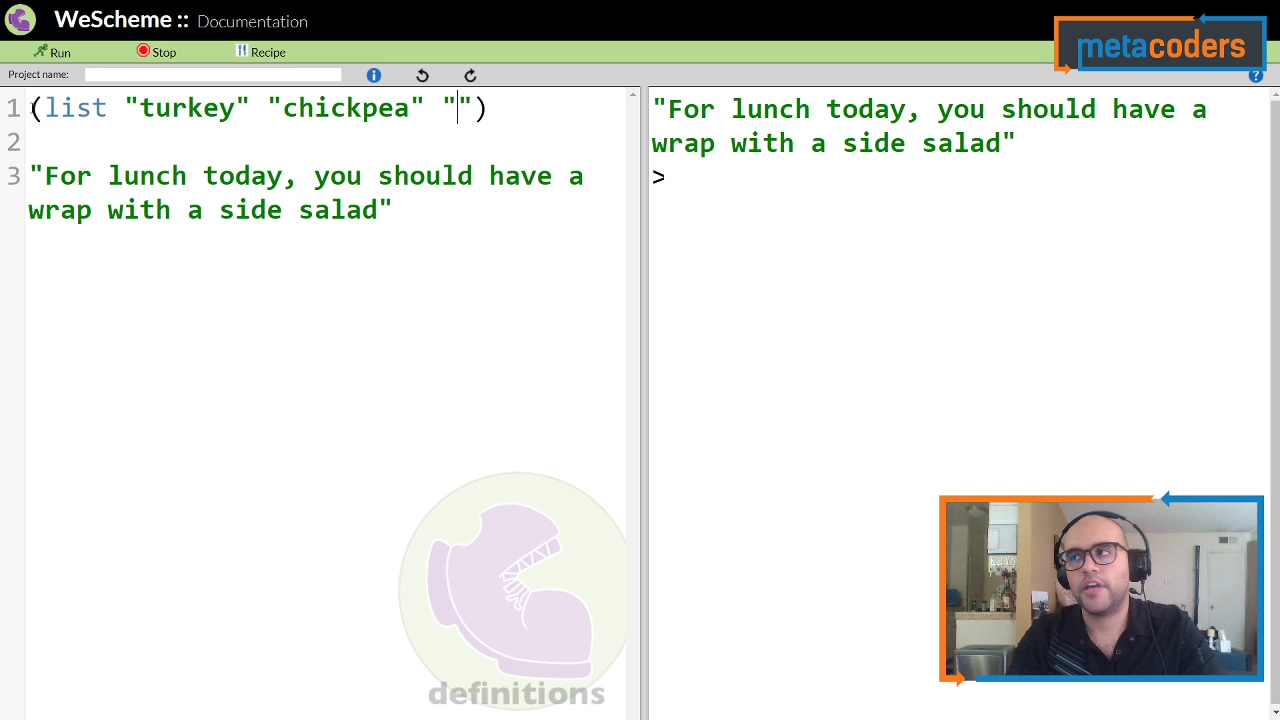 WeScheme :: Documentation
metacoders
Run Stop Recipe
Project name:
?
1 (list "turkey" "chickpea" "")
2
3 "For lunch today, you should have a
wrap with a side salad"
"For lunch today, you should have a
wrap with a side salad"
>
definitions